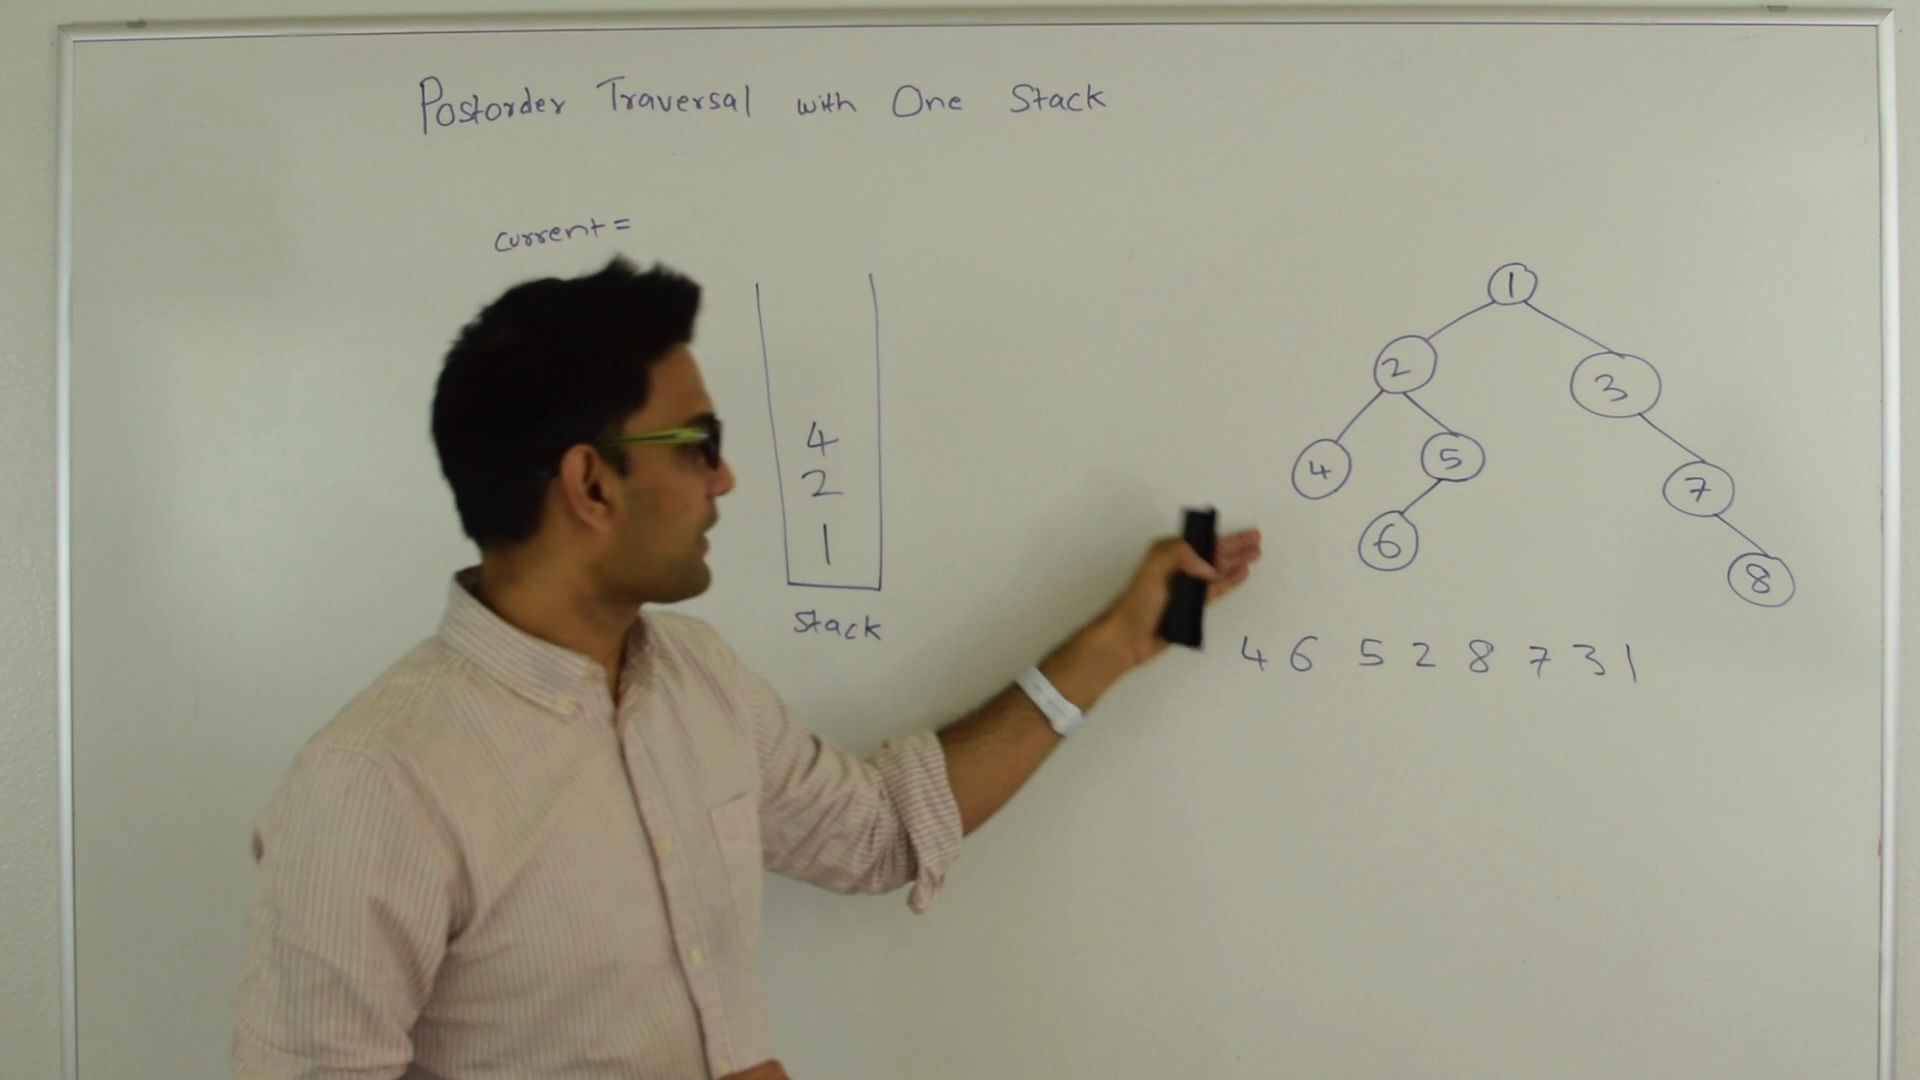 Postorder Traversal with One Stack
current =
1
2 3
4 5 7
6 8
4
2
1
stack
4 6 5 2 8 7 3 1